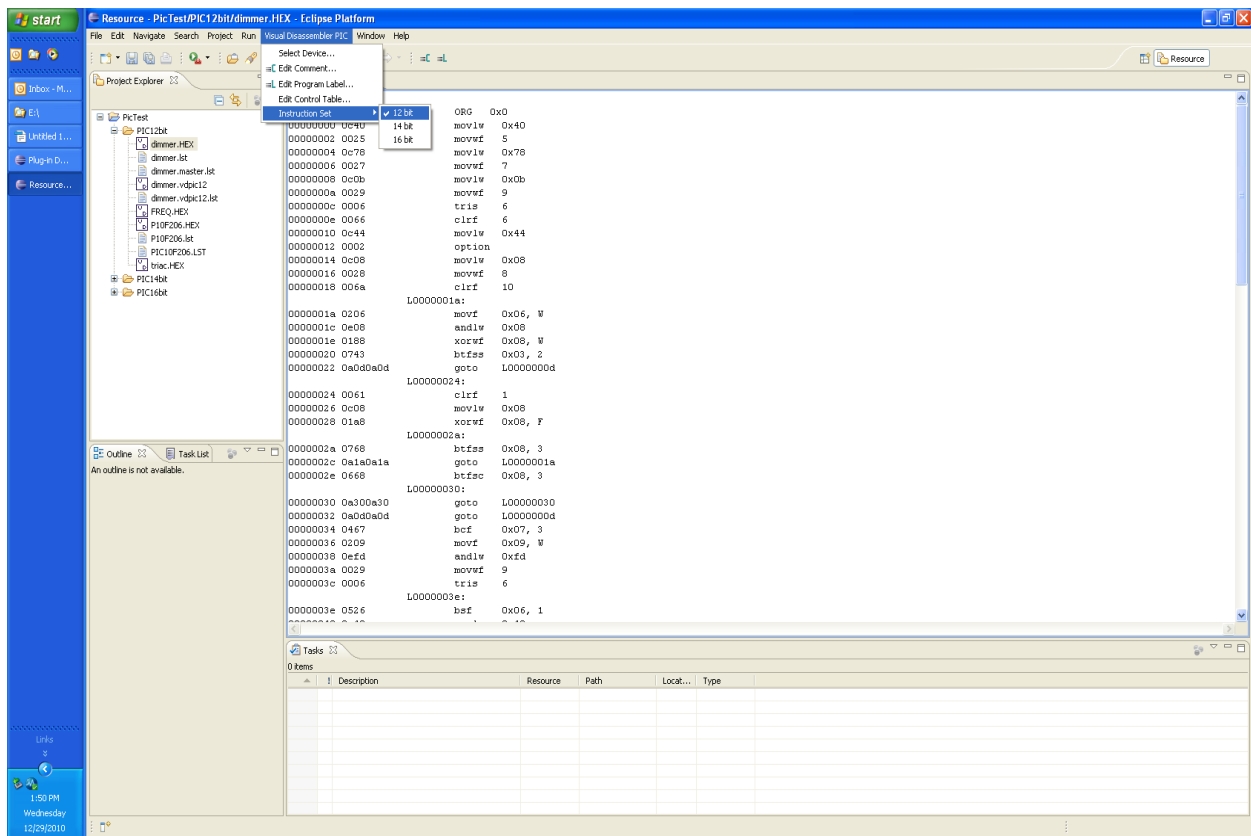 start
Resource - PicTest/PIC12bit/dimmer.HEX - Eclipse Platform
File Edit Navigate Search Project Run Visual Disassembler PIC Window Help
Select Device...
Edit Comment...
Edit Program Label...
Edit Control Table...
Instruction Set
12 bit
14 bit
16 bit
Resource
Inbox - M...
E:\
Untitled 1...
Plug-in D...
Resource...
Project Explorer
PicTest
PIC12bit
dimmer.HEX
dimmer.lst
dimmer.master.lst
dimmer.vdpic12
dimmer.vdpic12.lst
FREQ.HEX
P10F206.HEX
P10F206.lst
PIC10F206.LST
triac.HEX
PIC14bit
PIC16bit
Outline Task List
An outline is not available.
ORG 0x0
00000000 0c40 movlw 0x40
00000002 0025 movwf 5
00000004 0c78 movlw 0x78
00000006 0027 movwf 7
00000008 0c0b movlw 0x0b
0000000a 0029 movwf 9
0000000c 0006 tris 6
0000000e 0066 clrf 6
00000010 0c44 movlw 0x44
00000012 0002 option
00000014 0c08 movlw 0x08
00000016 0028 movwf 8
00000018 006a clrf 10
L0000001a:
0000001a 0206 movf 0x06, W
0000001c 0e08 andlw 0x08
0000001e 0188 xorwf 0x08, W
00000020 0743 btfss 0x03, 2
00000022 0a0d0a0d goto L0000000d
L00000024:
00000024 0061 clrf 1
00000026 0c08 movlw 0x08
00000028 01a8 xorwf 0x08, F
L0000002a:
0000002a 0768 btfss 0x08, 3
0000002c 0a1a0a1a goto L0000001a
0000002e 0668 btfsc 0x08, 3
L00000030:
00000030 0a300a30 goto L00000030
00000032 0a0d0a0d goto L0000000d
00000034 0467 bcf 0x07, 3
00000036 0209 movf 0x09, W
00000038 0efd andlw 0xfd
0000003a 0029 movwf 9
0000003c 0006 tris 6
L0000003e:
0000003e 0526 bsf 0x06, 1
Tasks
0 items
! Description Resource Path Locat... Type
Links
1:50 PM
Wednesday
12/29/2010